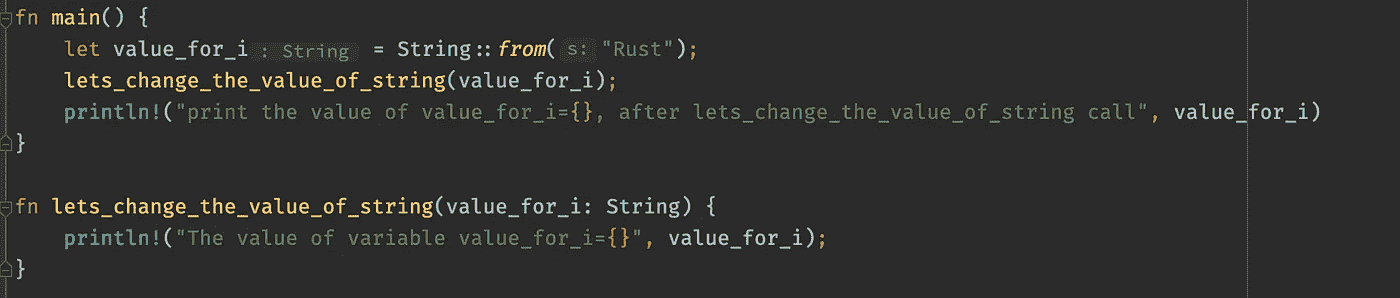 fn main() {
    let value_for_i : String = String::from( s: "Rust");
    lets_change_the_value_of_string(value_for_i);
    println!("print the value of value_for_i={}, after lets_change_the_value_of_string call", value_for_i)
}
fn lets_change_the_value_of_string(value_for_i: String) {
    println!("The value of variable value_for_i={}", value_for_i);
}